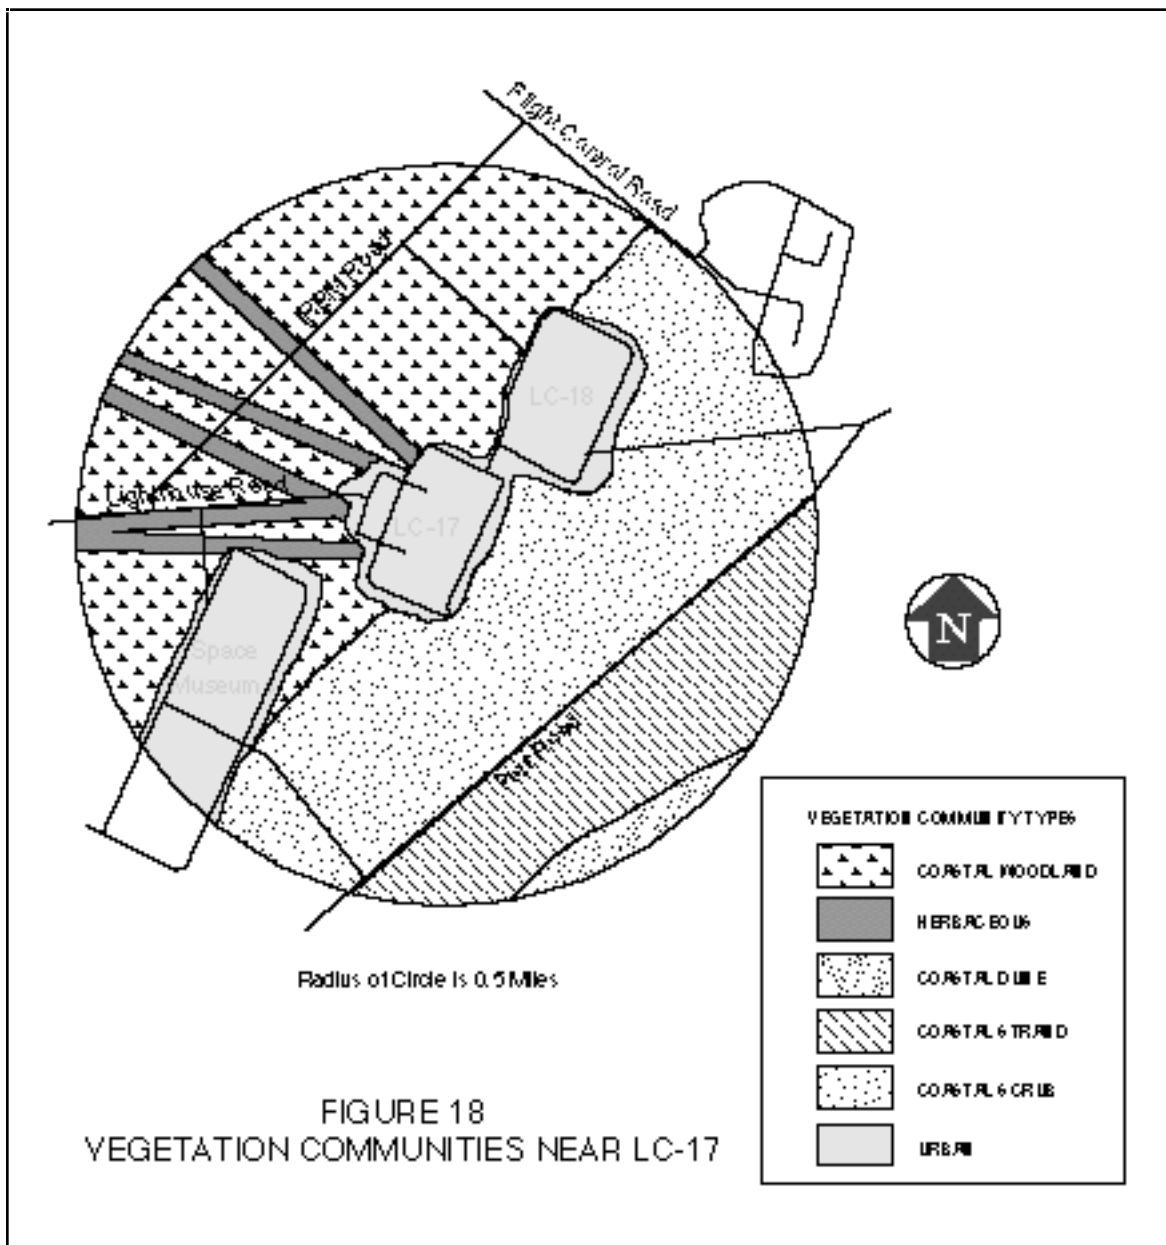 Flight Control Road
RPM Road
LC-18
Lighthouse Road
LC-17
Space
Museum
N
Pier Road
VEGETATION COMMUNITY TYPES
COASTAL WOODLAND
HERBACEOUS
COASTAL DUNE
COASTAL STRAND
COASTAL SCRUB
URBAN
Radius of Circle is 0.5 Miles
FIGURE 18
VEGETATION COMMUNITIES NEAR LC-17